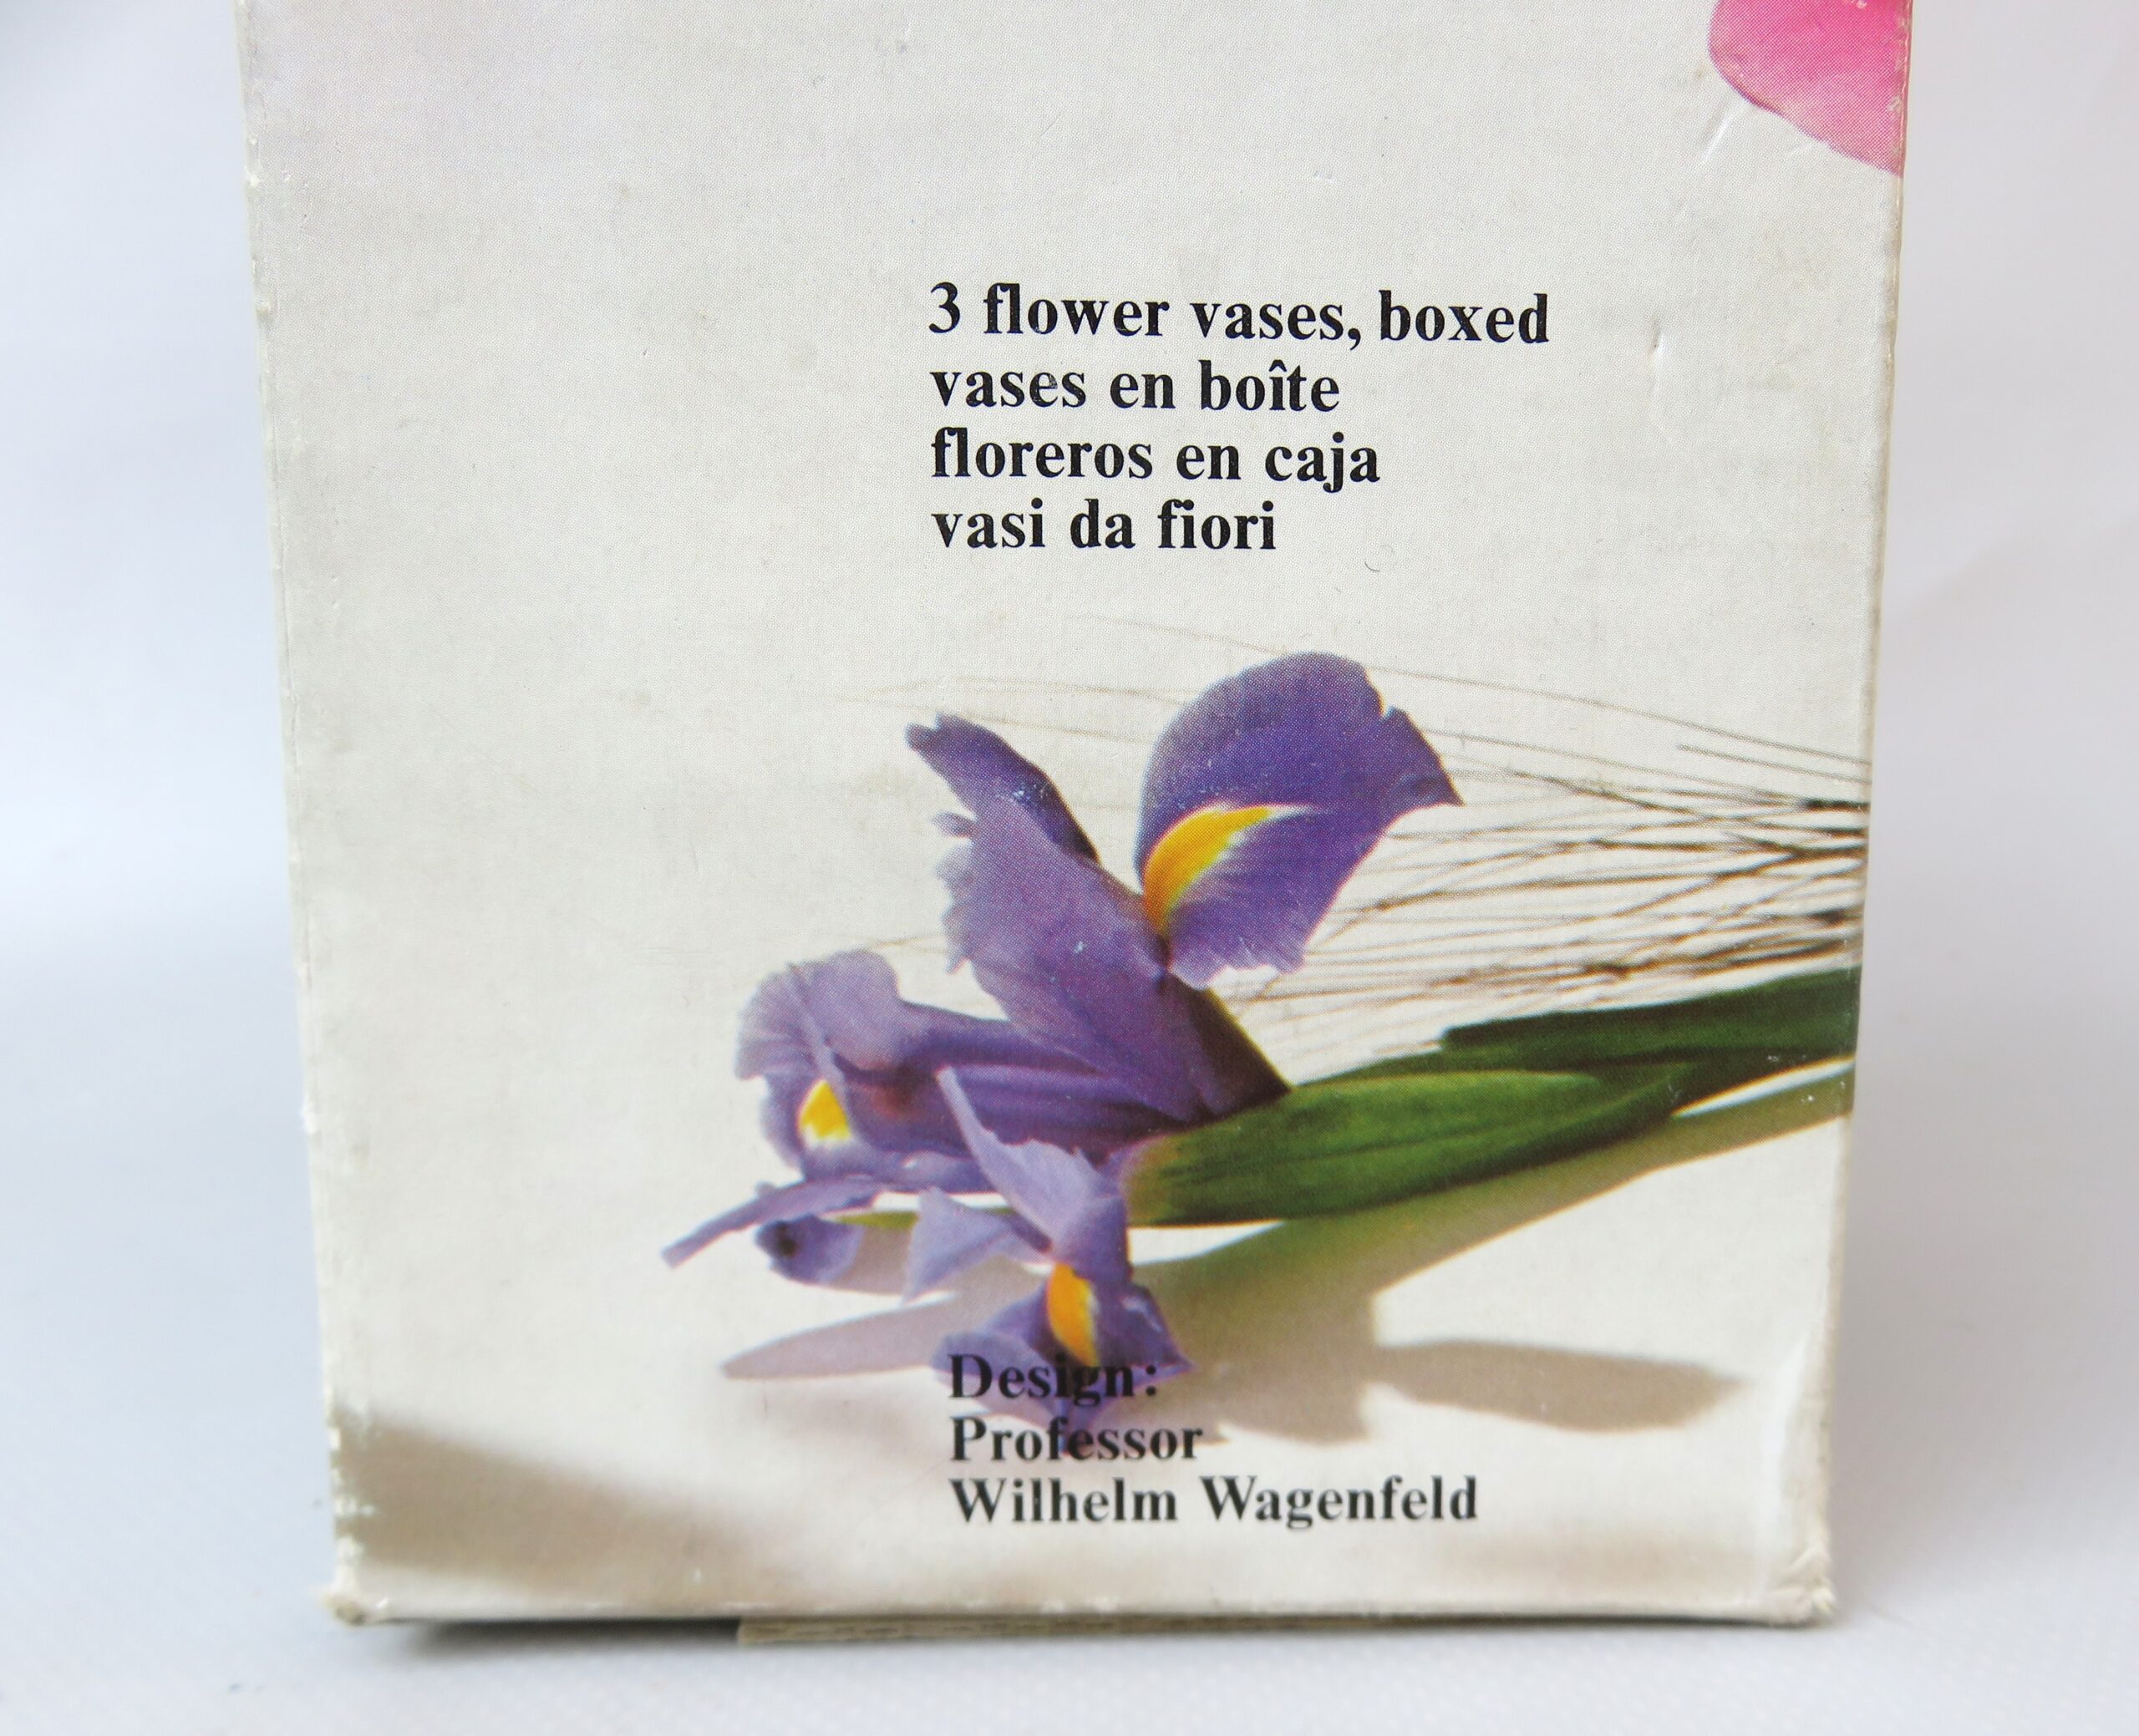 3 flower vases, boxed
vases en boîte
floreros en caja
vasi da fiori
Design:
Professor
Wilhelm Wagenfeld